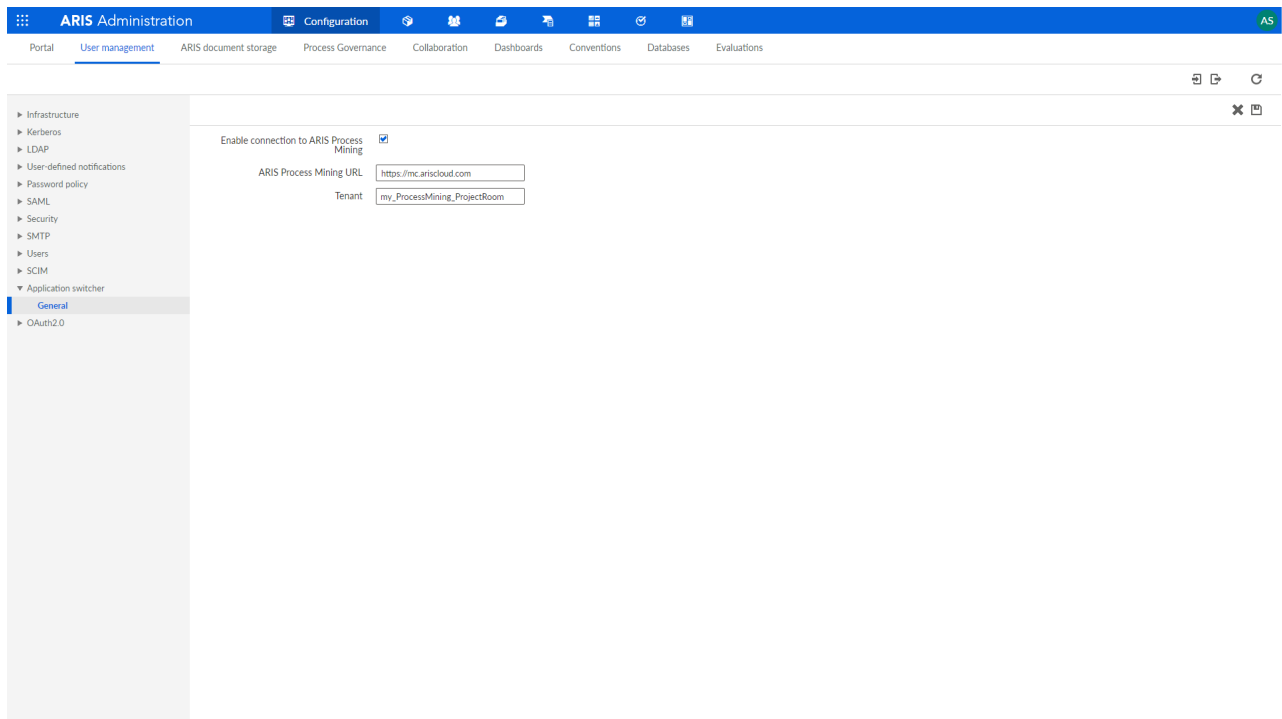 ARIS Administration
Configuration
AS
Portal
User management
ARIS document storage
Process Governance
Collaboration
Dashboards
Conventions
Databases
Evaluations
Infrastructure
Kerberos
LDAP
User-defined notifications
Password policy
SAML
Security
SMTP
Users
SCIM
Application switcher
General
OAuth2.0
Enable connection to ARIS Process
Mining
ARIS Process Mining URL
https://mc.ariscloud.com
Tenant
my_ProcessMining_ProjectRoom